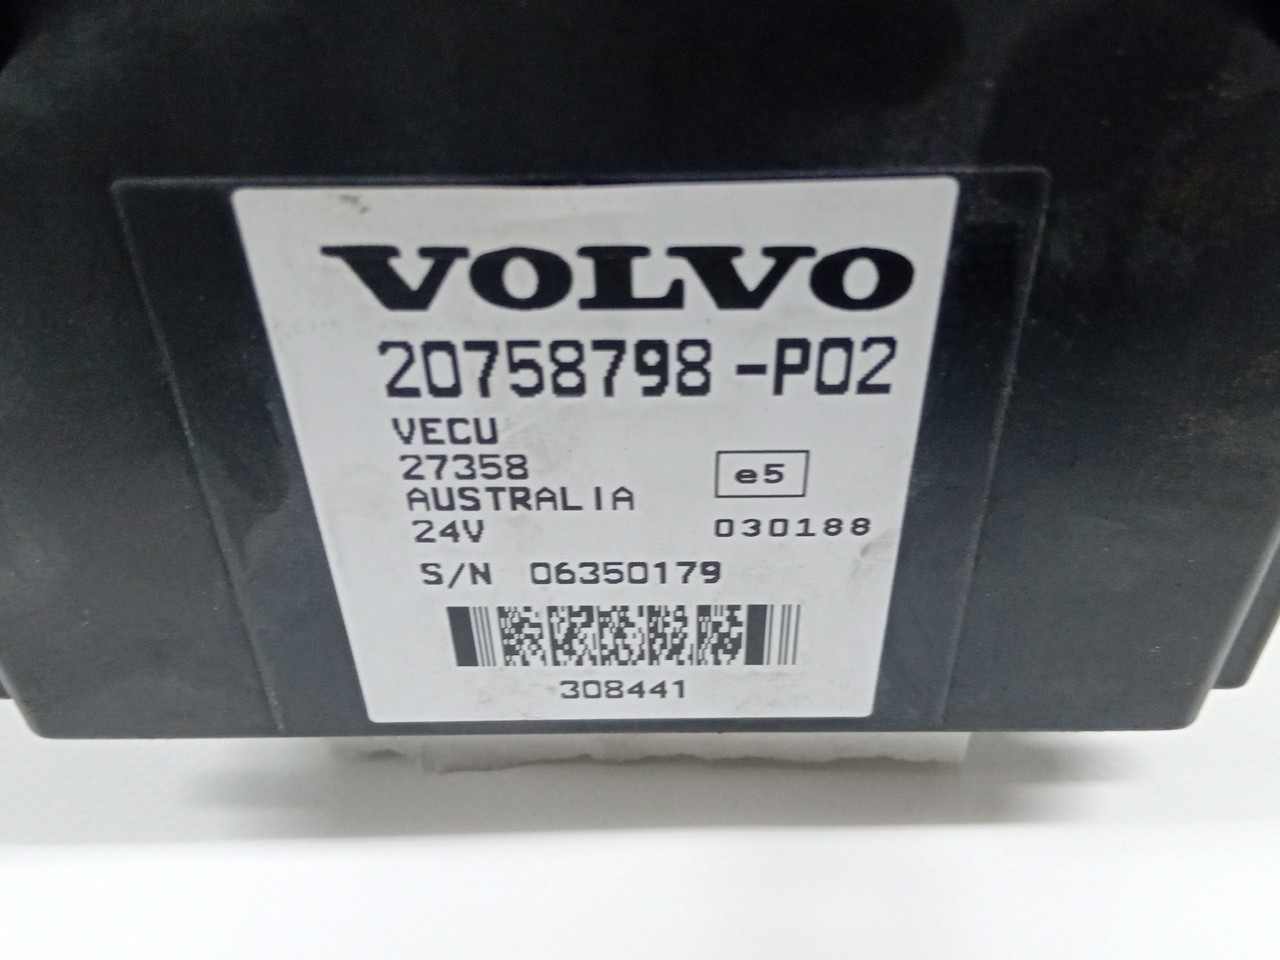 VOLVO
20758798-P02
VECU
27358
AUSTRALIA
24V
e5
030188
S/N 06350179
308441